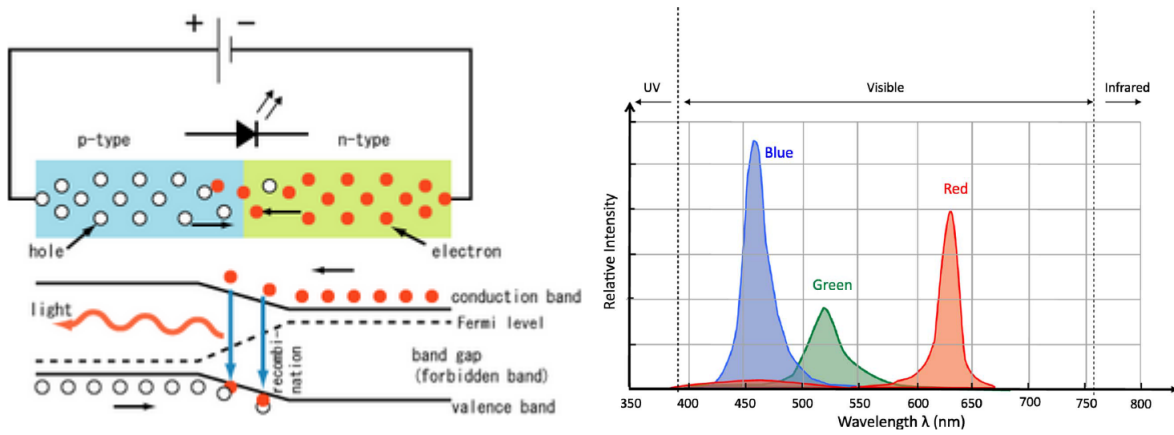 + −
p-type
n-type
hole
electron
light
conduction band
Fermi level
recombi-
nation
band gap
(forbidden band)
valence band
UV
Visible
Infrared
Relative Intensity
Blue
Green
Red
350 400 450 500 550 600 650 700 750 800
Wavelength λ (nm)